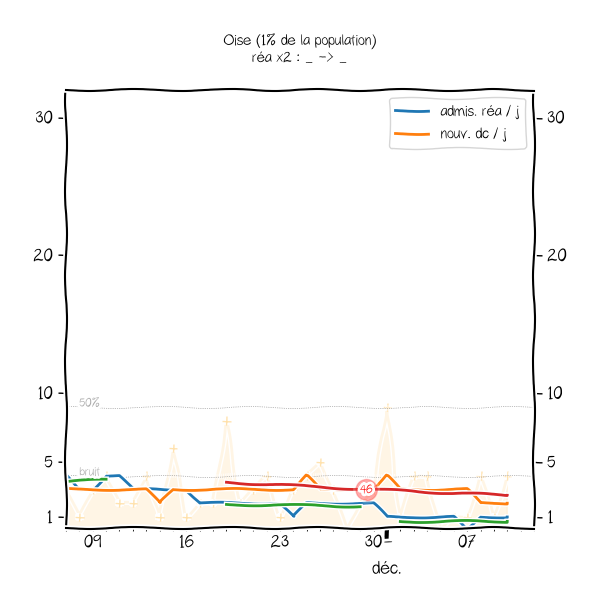 Oise (1% de la population)
réa x2 : _ -> _
admis. réa / j
nouv. dc / j
30
30
20
20
10
10
50%
5
5
bruit
46
1
1
09
16
23
30
07
déc.